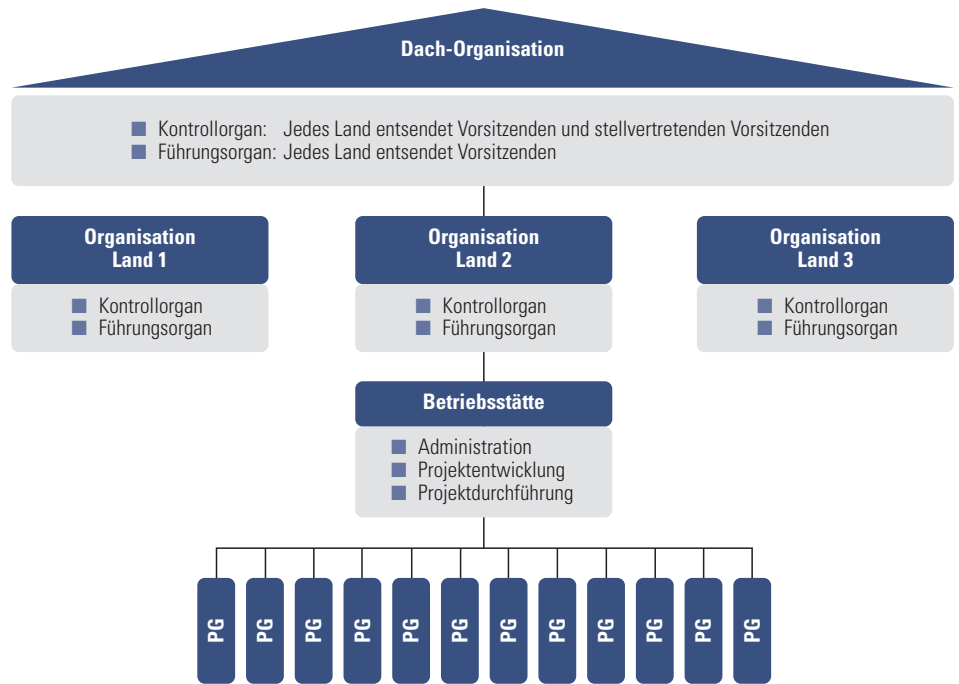 Dach-Organisation
Kontrollorgan: Jedes Land entsendet Vorsitzenden und stellvertretenden Vorsitzenden
Führungsorgan: Jedes Land entsendet Vorsitzenden
Organisation
Land 1
Kontrollorgan
Führungsorgan
Organisation
Land 2
Kontrollorgan
Führungsorgan
Organisation
Land 3
Kontrollorgan
Führungsorgan
Betriebsstätte
Administration
Projektentwicklung
Projektdurchführung
PG
PG
PG
PG
PG
PG
PG
PG
PG
PG
PG
PG